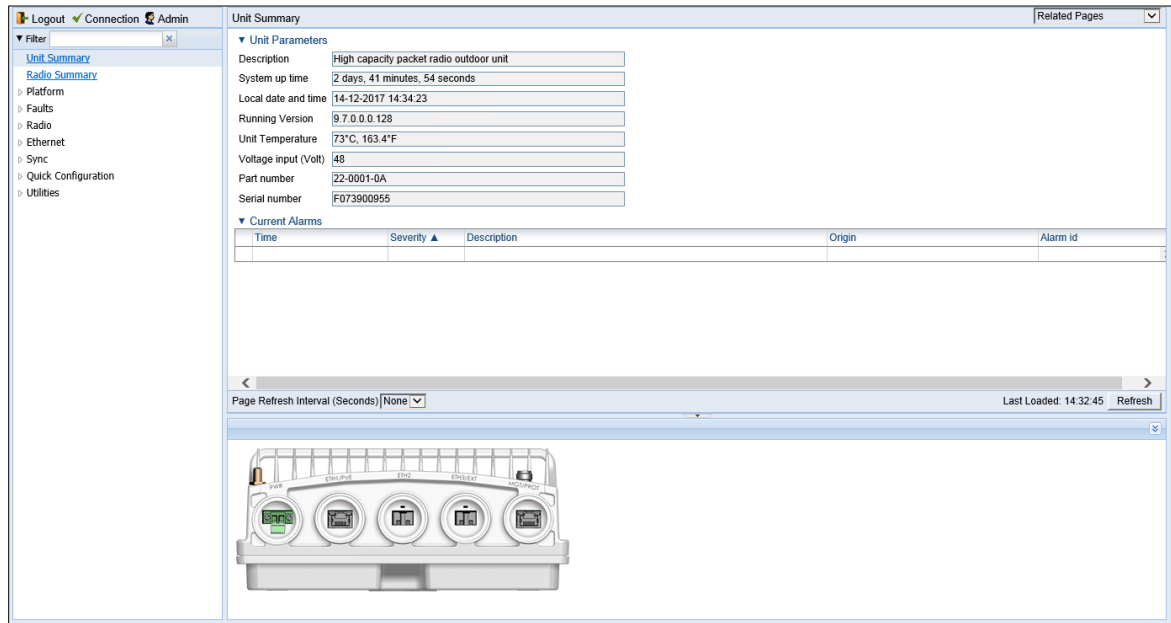 Logout Connection Admin
Filter
Unit Summary
Radio Summary
Platform
Faults
Radio
Ethernet
Sync
Quick Configuration
Utilities
Unit Summary Related Pages
Unit Parameters
Description High capacity packet radio outdoor unit
System up time 2 days, 41 minutes, 54 seconds
Local date and time 14-12-2017 14:34:23
Running Version 9.7.0.0.0.128
Unit Temperature 73°C, 163.4°F
Voltage input (Volt) 48
Part number 22-0001-0A
Serial number F073900955
Current Alarms
Time Severity ▲ Description Origin Alarm id
Page Refresh Interval (Seconds) None Last Loaded: 14:32:45 Refresh
PWR ETH1/PoE ETH2 ETH3/EXT MGT/PROT